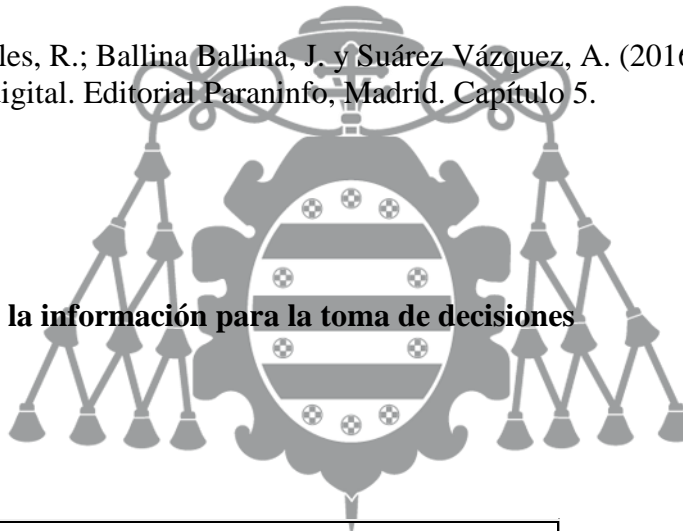 les, R.; Ballina Ballina, J. y Suárez Vázquez, A. (2016
igital. Editorial Paraninfo, Madrid. Capítulo 5.
la información para la toma de decisiones